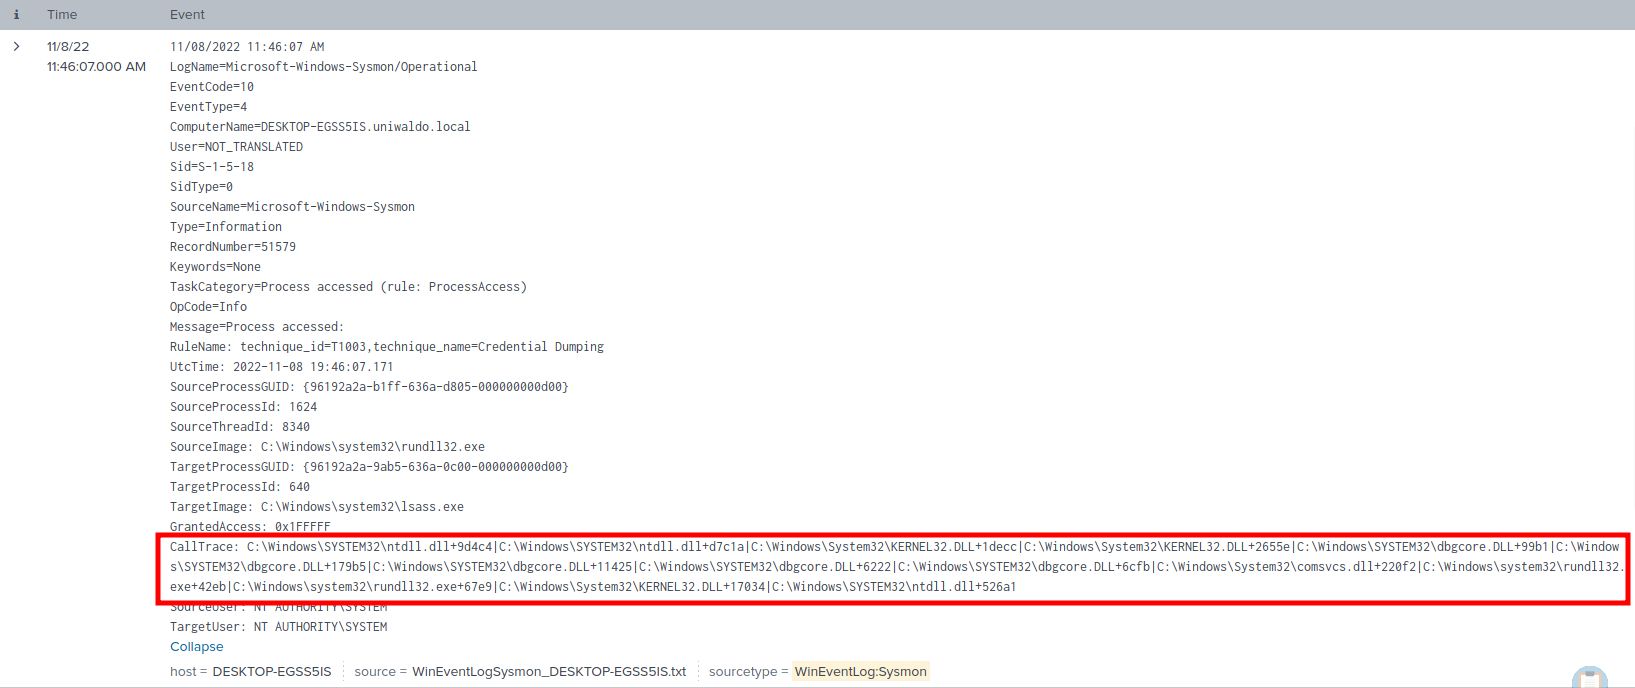 i Time Event
11/8/22 11/08/2022 11:46:07 AM
11:46:07.000 AM LogName=Microsoft-Windows-Sysmon/Operational
EventCode=10
EventType=4
ComputerName=DESKTOP-EGSS5IS.uniwaldo.local
User=NOT_TRANSLATED
Sid=S-1-5-18
SidType=0
SourceName=Microsoft-Windows-Sysmon
Type=Information
RecordNumber=51579
Keywords=None
TaskCategory=Process accessed (rule: ProcessAccess)
OpCode=Info
Message=Process accessed:
RuleName: technique_id=T1003,technique_name=Credential Dumping
UtcTime: 2022-11-08 19:46:07.171
SourceProcessGUID: {96192a2a-b1ff-636a-d805-000000000d00}
SourceProcessId: 1624
SourceThreadId: 8340
SourceImage: C:\Windows\system32\rundll32.exe
TargetProcessGUID: {96192a2a-9ab5-636a-0c00-000000000d00}
TargetProcessId: 640
TargetImage: C:\Windows\system32\lsass.exe
GrantedAccess: 0x1FFFFF
CallTrace: C:\Windows\SYSTEM32\ntdll.dll+9d4c4|C:\Windows\SYSTEM32\ntdll.dll+d7c1a|C:\Windows\System32\KERNEL32.DLL+1decc|C:\Windows\System32\KERNEL32.DLL+2655e|C:\Windows\SYSTEM32\dbgcore.DLL+99b1|C:\Window
s\SYSTEM32\dbgcore.DLL+179b5|C:\Windows\SYSTEM32\dbgcore.DLL+11425|C:\Windows\SYSTEM32\dbgcore.DLL+6222|C:\Windows\SYSTEM32\dbgcore.DLL+6cfb|C:\Windows\System32\comsvcs.dll+220f2|C:\Windows\system32\rundll32.
exe+42eb|C:\Windows\system32\rundll32.exe+67e9|C:\Windows\System32\KERNEL32.DLL+17034|C:\Windows\SYSTEM32\ntdll.dll+526a1
SourceUser: NT AUTHORITY\SYSTEM
TargetUser: NT AUTHORITY\SYSTEM
Collapse
host = DESKTOP-EGSS5IS source = WinEventLogSysmon_DESKTOP-EGSS5IS.txt sourcetype = WinEventLog:Sysmon